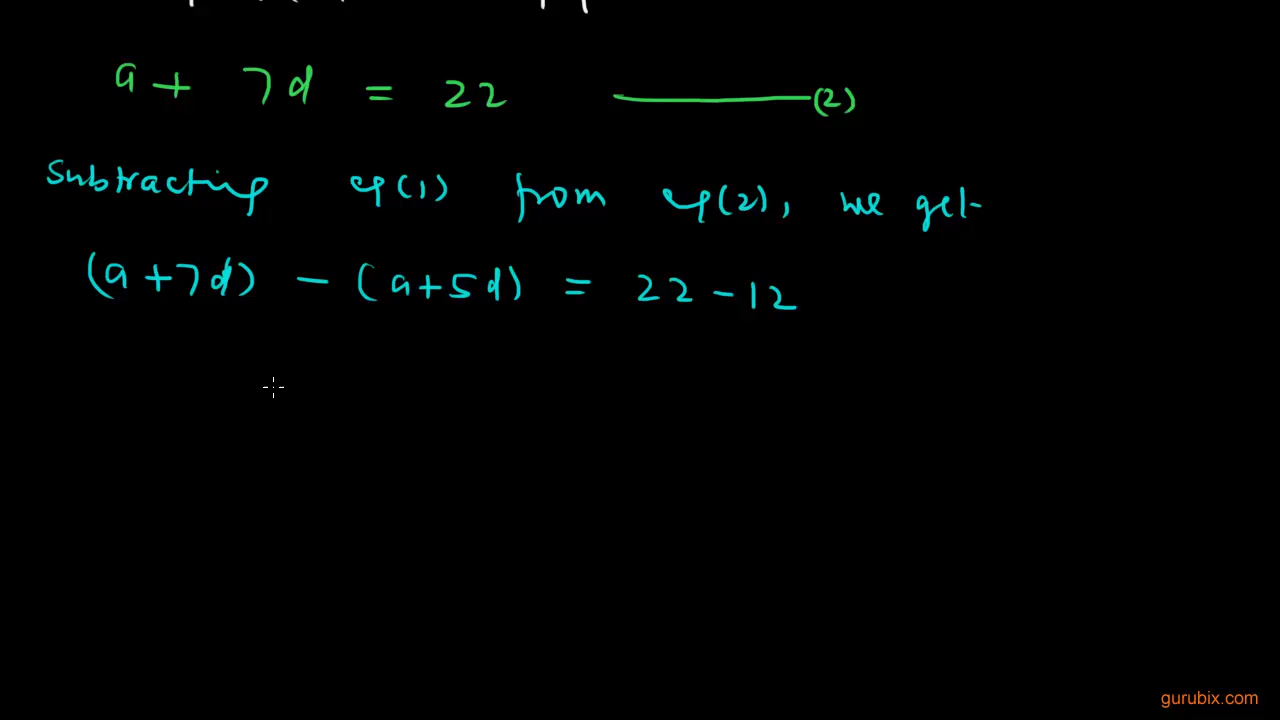 a + 7d = 22 (2)
Subtracting eq(1) from eq(2), we get-
(a+7d) - (a+5d) = 22-12
gurubix.com